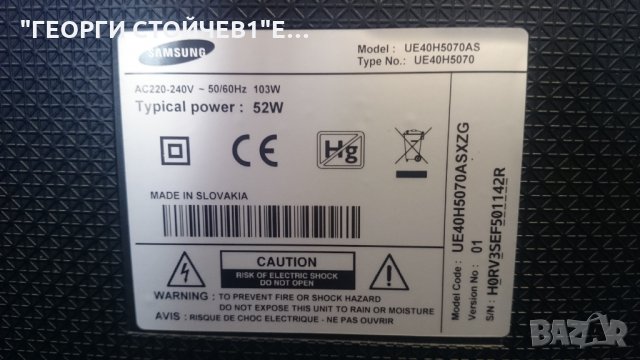 "ГЕОРГИ СТОЙЧЕВ1"
SAMSUNG
Model : UE40H5070AS
Type No.: UE40H5070
AC220-240V ~ 50/60Hz 103W
Typical power : 52W
CE
Hg
MADE IN SLOVAKIA
Model Code : UE40H5070ASXZG
Version No. : 01
S/N : H0RV3SEF501142R
CAUTION
RISK OF ELECTRIC SHOCK
DO NOT OPEN
WARNING : TO PREVENT FIRE OR SHOCK HAZARD
DO NOT EXPOSE THIS UNIT TO RAIN OR MOISTURE
AVIS : RISQUE DE CHOC ELECTRIQUE - NE PAS OUVRIR
BAZAR
bg